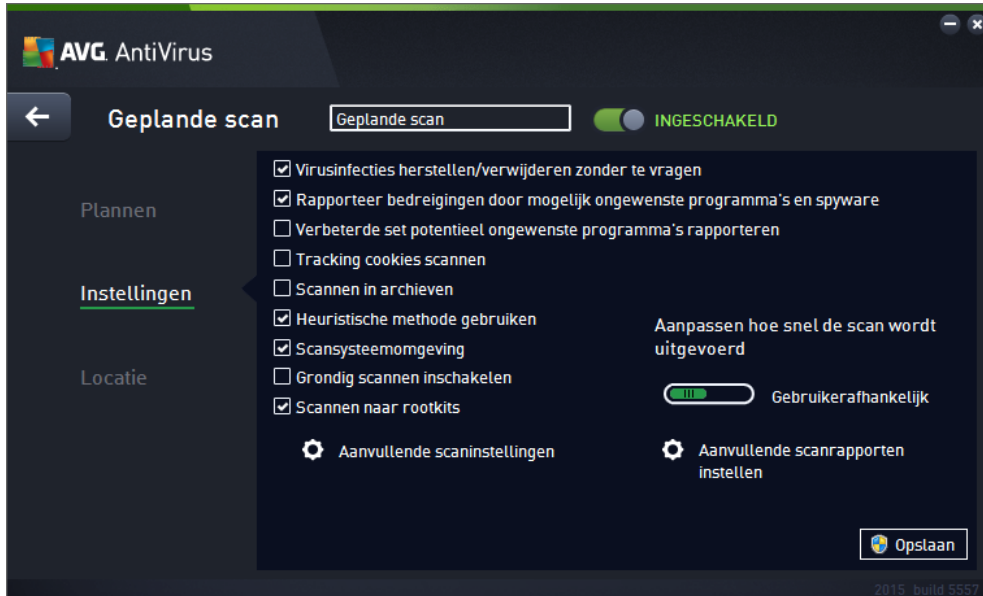 AVG. AntiVirus
Geplande scan
Geplande scan
INGESCHAKELD
Plannen
Instellingen
Locatie
Virusinfecties herstellen/verwijderen zonder te vragen
Rapporteer bedreigingen door mogelijk ongewenste programma's en spyware
Verbeterde set potentieel ongewenste programma's rapporteren
Tracking cookies scannen
Scannen in archieven
Heuristische methode gebruiken
Scansysteemomgeving
Grondig scannen inschakelen
Scannen naar rootkits
Aanvullende scaninstellingen
Aanpassen hoe snel de scan wordt
uitgevoerd
Gebruikerafhankelijk
Aanvullende scanrapporten
instellen
Opslaan
2015 build 5557